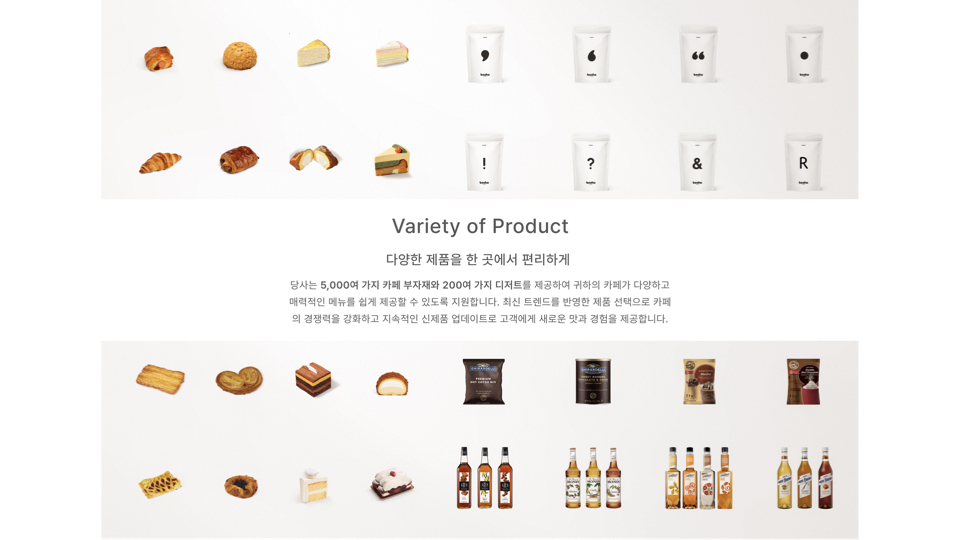 ,
“
•
!
?
&
R
Variety of Product
다양한 제품을 한 곳에서 편리하게
당사는 5,000여 가지 카페 부자재와 200여 가지 디저트를 제공하여 귀하의 카페가 다양하고
매력적인 메뉴를 쉽게 제공할 수 있도록 지원합니다. 최신 트렌드를 반영한 제품 선택으로 카페
의 경쟁력을 강화하고 지속적인 신제품 업데이트로 고객에게 새로운 맛과 경험을 제공합니다.
GHIRARDELLI